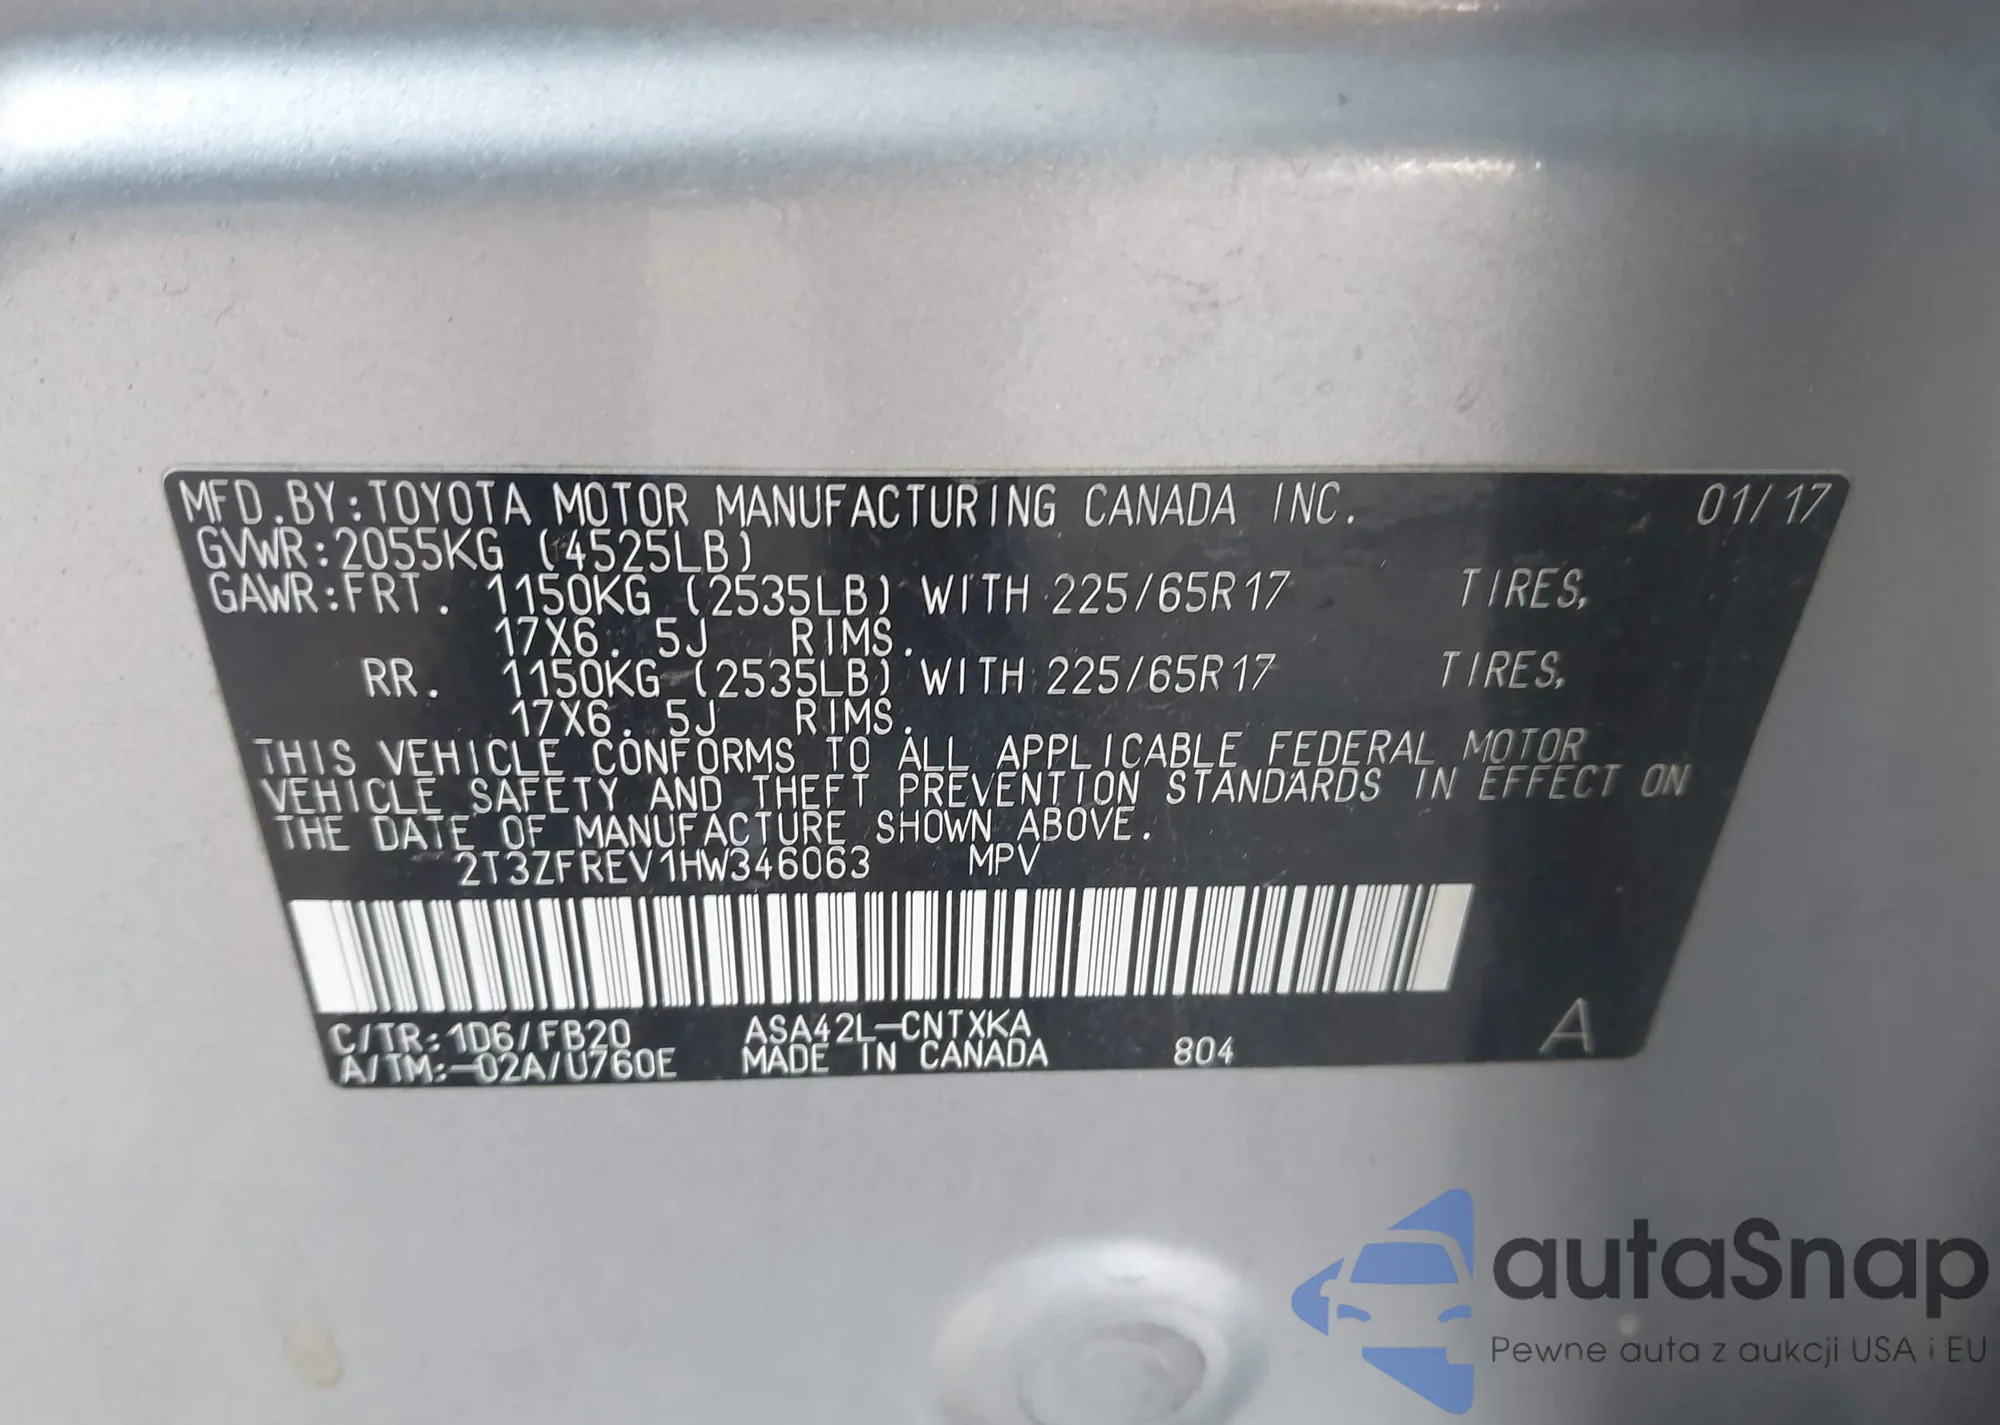 MFD.BY:TOYOTA MOTOR MANUFACTURING CANADA INC. 01/17
GVWR:2055KG (4525LB)
GAWR:FRT. 1150KG (2535LB) WITH 225/65R17 TIRES,
17X6.5J RIMS.
RR. 1150KG (2535LB) WITH 225/65R17 TIRES,
17X6.5J RIMS.
THIS VEHICLE CONFORMS TO ALL APPLICABLE FEDERAL MOTOR
VEHICLE SAFETY AND THEFT PREVENTION STANDARDS IN EFFECT ON
THE DATE OF MANUFACTURE SHOWN ABOVE.
2T3ZFREV1HW346063 MPV
C/TR:1D6/FB20 ASA42L-CNTXKA
A/TM:-02A/U760E MADE IN CANADA 804 A
autaSnap
Pewne auta z aukcji USA i EU